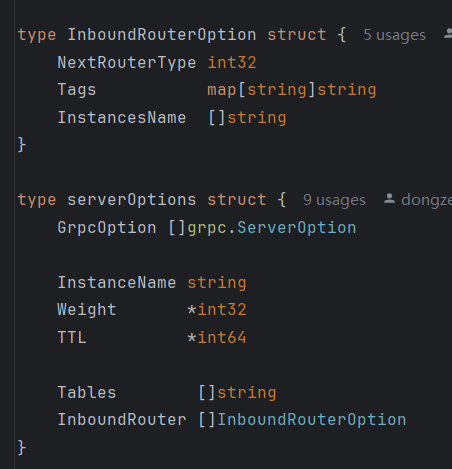 type InboundRouterOption struct { 5 usages
    NextRouterType int32
    Tags           map[string]string
    InstancesName  []string
}
type serverOptions struct { 9 usages dongze
    GrpcOption []grpc.ServerOption
    InstanceName string
    Weight       *int32
    TTL          *int64
    Tables        []string
    InboundRouter []InboundRouterOption
}